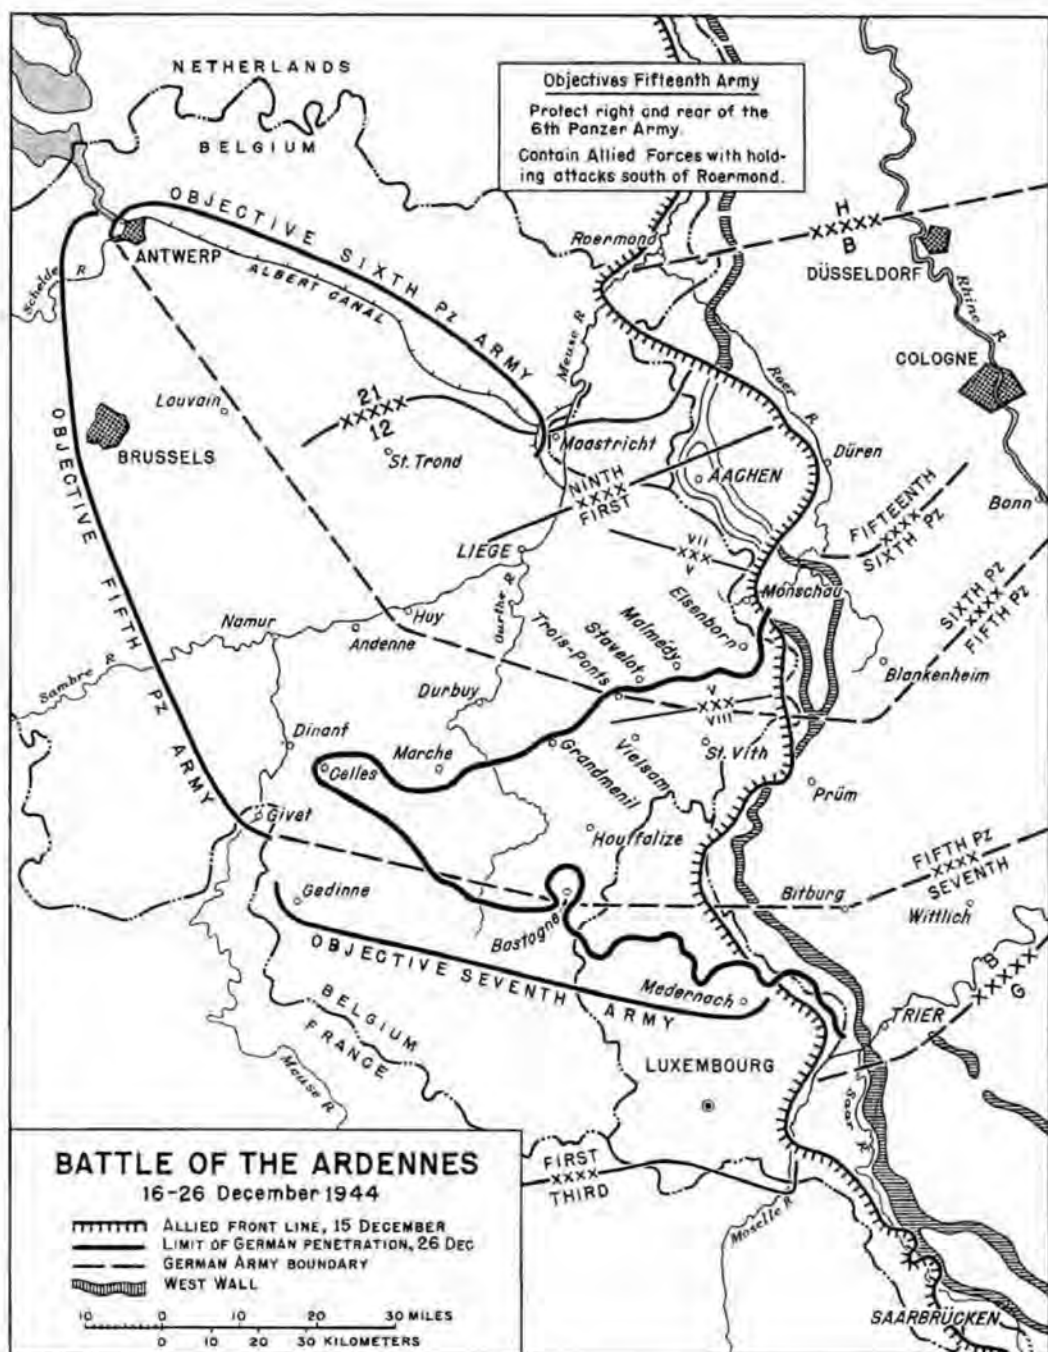 NETHERLANDS
BELGIUM
Objectives Fifteenth Army
Protect right and rear of the
6th Panzer Army.
Contain Allied Forces with hold-
ing attacks south of Roermond.
H
XXXXX
B
OBJECTIVE SIXTH PZ ARMY
Roermond
ANTWERP
ALBERT CANAL
DÜSSELDORF
Schelde R
Meuse R
Rhine R
Roer R
COLOGNE
21
XXXXX
12
Louvain
BRUSSELS
St. Trond
Maastricht
Düren
NINTH
XXXX
FIRST
AACHEN
Bonn
FIFTEENTH
XXXX
SIXTH PZ
OBJECTIVE FIFTH PZ ARMY
LIEGE
VII
XXX
V
Monschau
Elsenborn
SIXTH PZ
XXXX
FIFTH PZ
Ourthe R
Huy
Namur
Andenne
Malmédy
Stavelot
Trois-Ponts
Blankenheim
Sambre R
Durbuy
V
XXX
VIII
Dinant
Marche
Celles
Grandmenil
Vielsam
St. Vith
Prüm
Givet
Houffalize
FIFTH PZ
XXXX
SEVENTH
Gedinne
Bastogne
Bitburg
Wittlich
OBJECTIVE SEVENTH ARMY
Medernach
B
XXXXX
G
BELGIUM
FRANCE
TRIER
LUXEMBOURG
Meuse R
Saar R
FIRST
XXXX
THIRD
Moselle R
SAARBRÜCKEN
BATTLE OF THE ARDENNES
16-26 December 1944
ALLIED FRONT LINE, 15 DECEMBER
LIMIT OF GERMAN PENETRATION, 26 DEC
GERMAN ARMY BOUNDARY
WEST WALL
10 0 10 20 30 MILES
0 10 20 30 KILOMETERS